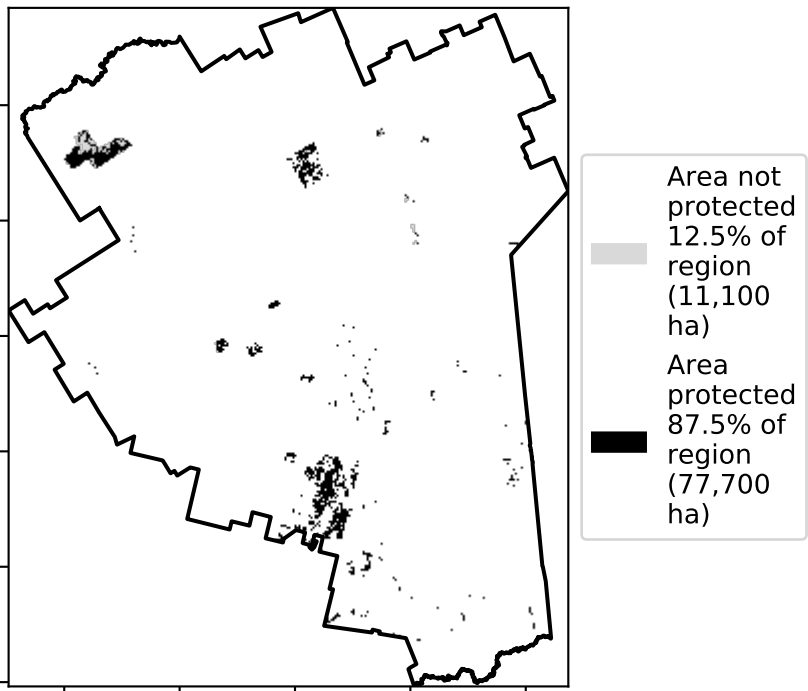 Area not
protected
12.5% of
region
(11,100
ha)
Area
protected
87.5% of
region
(77,700
ha)